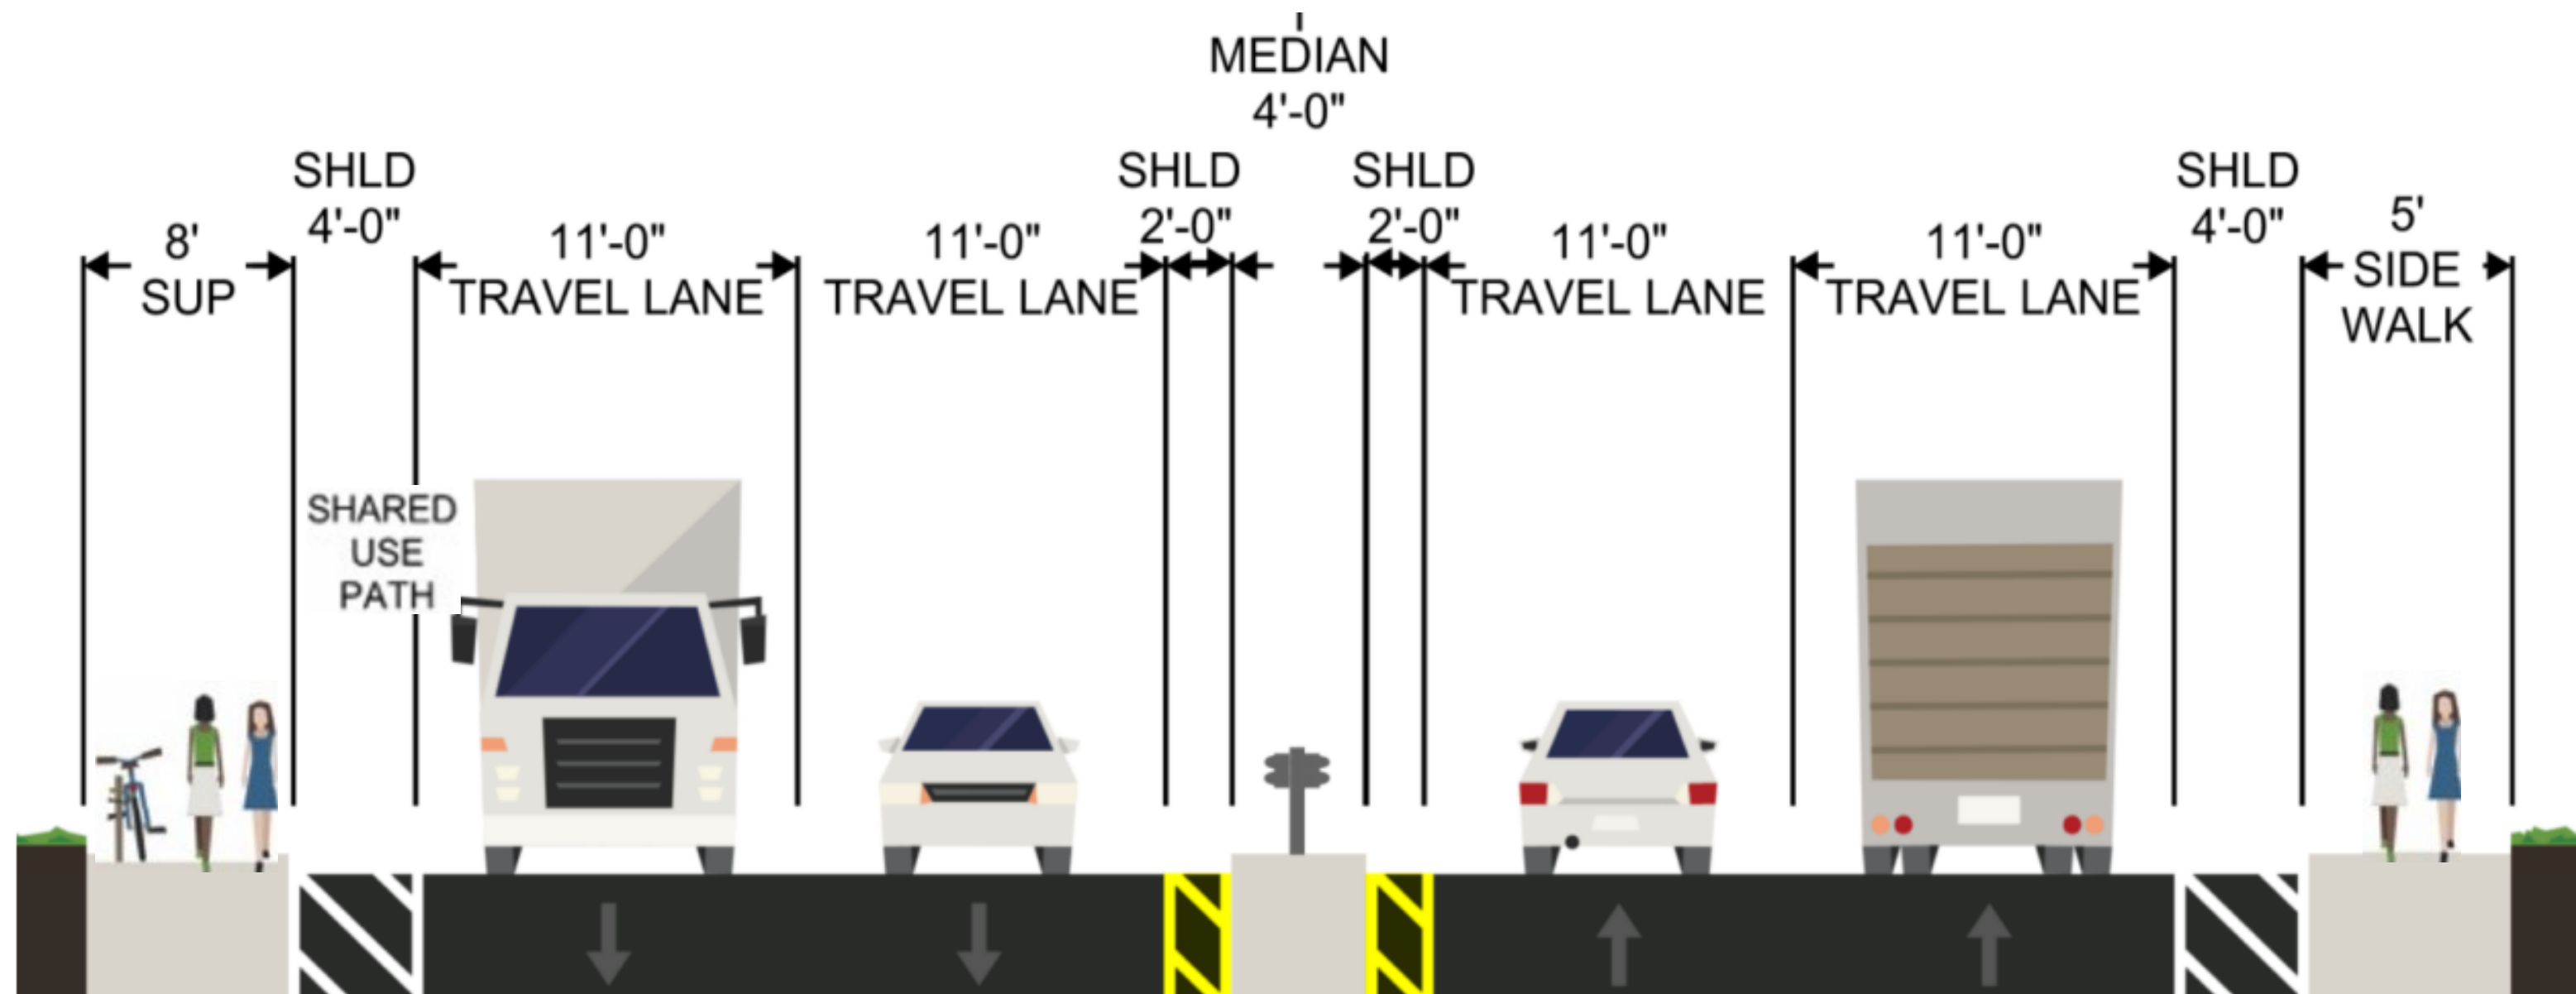 MEDIAN
4'-0"
SHLD
4'-0"
SHLD
2'-0"
SHLD
2'-0"
SHLD
4'-0"
8'
SUP
11'-0"
TRAVEL LANE
11'-0"
TRAVEL LANE
11'-0"
TRAVEL LANE
11'-0"
TRAVEL LANE
5'
SIDE
WALK
SHARED
USE
PATH